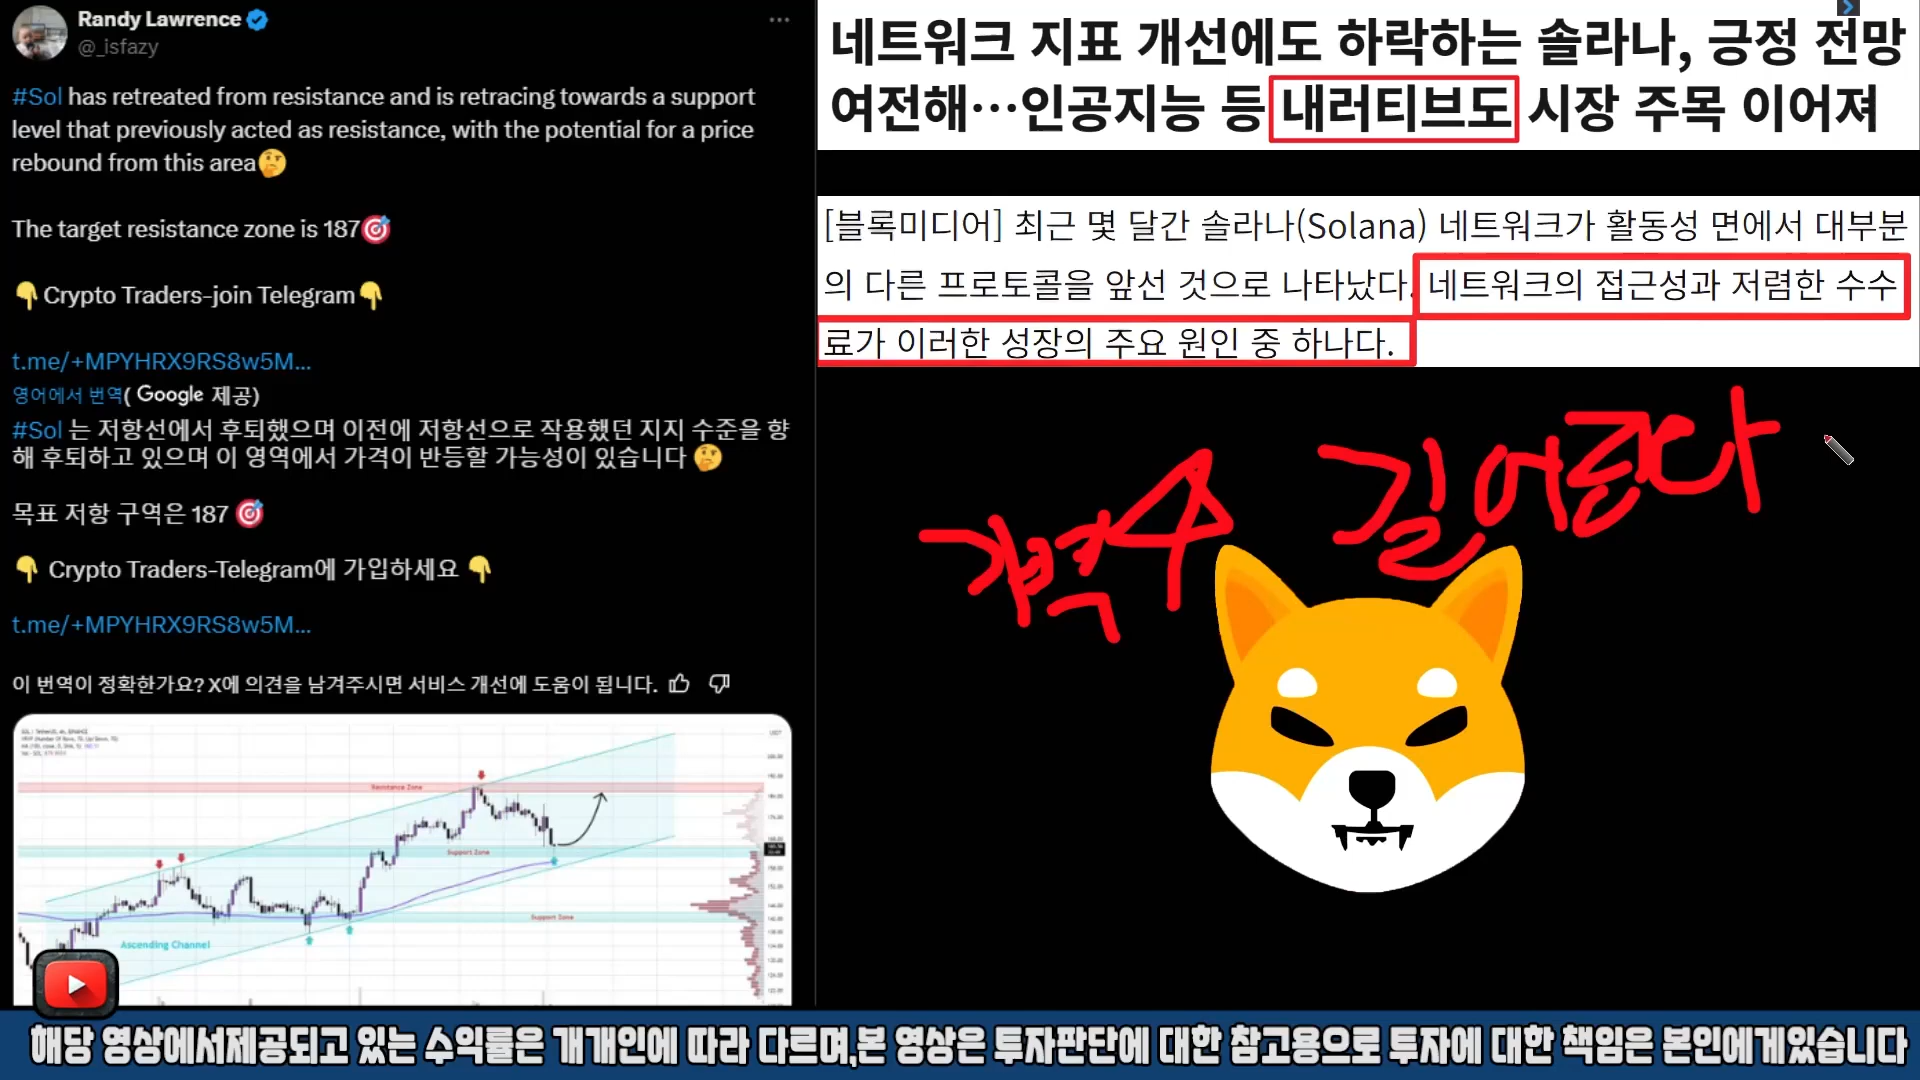 Randy Lawrence
@_isfazy
#Sol has retreated from resistance and is retracing towards a support
level that previously acted as resistance, with the potential for a price
rebound from this area🤔
The target resistance zone is 187🎯
👇Crypto Traders-join Telegram👇
t.me/+MPYHRX9RS8w5M...
영어에서 번역( Google 제공)
#Sol 는 저항선에서 후퇴했으며 이전에 저항선으로 작용했던 지지 수준을 향
해 후퇴하고 있으며 이 영역에서 가격이 반등할 가능성이 있습니다 🤔
목표 저항 구역은 187 🎯
👇 Crypto Traders-Telegram에 가입하세요 👇
t.me/+MPYHRX9RS8w5M...
이 번역이 정확한가요? X에 의견을 남겨주시면 서비스 개선에 도움이 됩니다.
Resistance Zone
Support Zone
Support Zone
Ascending Channel
네트워크 지표 개선에도 하락하는 솔라나, 긍정 전망
여전해…인공지능 등 내러티브도 시장 주목 이어져
[블록미디어] 최근 몇 달간 솔라나(Solana) 네트워크가 활동성 면에서 대부분
의 다른 프로토콜을 앞선 것으로 나타났다. 네트워크의 접근성과 저렴한 수수
료가 이러한 성장의 주요 원인 중 하나다.
해당 영상에서제공되고 있는 수익률은 개개인에 따라 다르며,본 영상은 투자판단에 대한 참고용으로 투자에 대한 책임은 본인에게있습니다